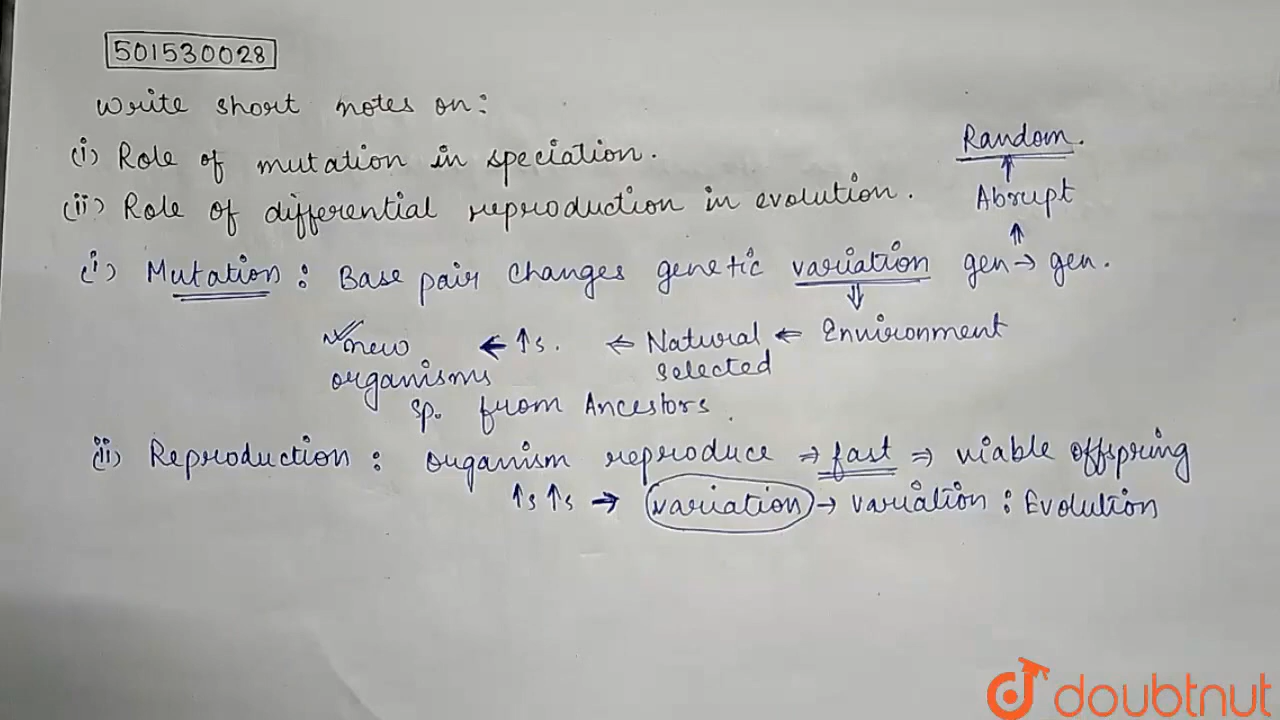 501530028
Write short notes on:
(i) Role of mutation in speciation.
Random.
(ii) Role of differential reproduction in evolution.
Abrupt
(i) Mutation : Base pair changes genetic variation gen → gen.
new ← ↑s. ← Natural ← Environment
organisms selected
sp. from Ancestors.
(ii) Reproduction : organism reproduce → fast ⇒ viable offspring
↑s ↑s → variation → variation : Evolution
doubtnut